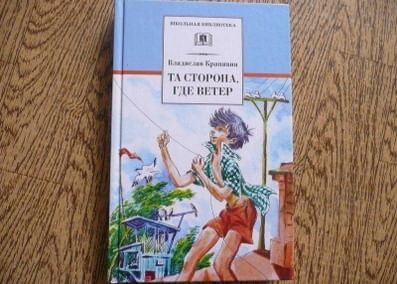 ШКОЛЬНАЯ БИБЛИОТЕКА
Владислав Крапивин
ТА СТОРОНА,
ГДЕ ВЕТЕР